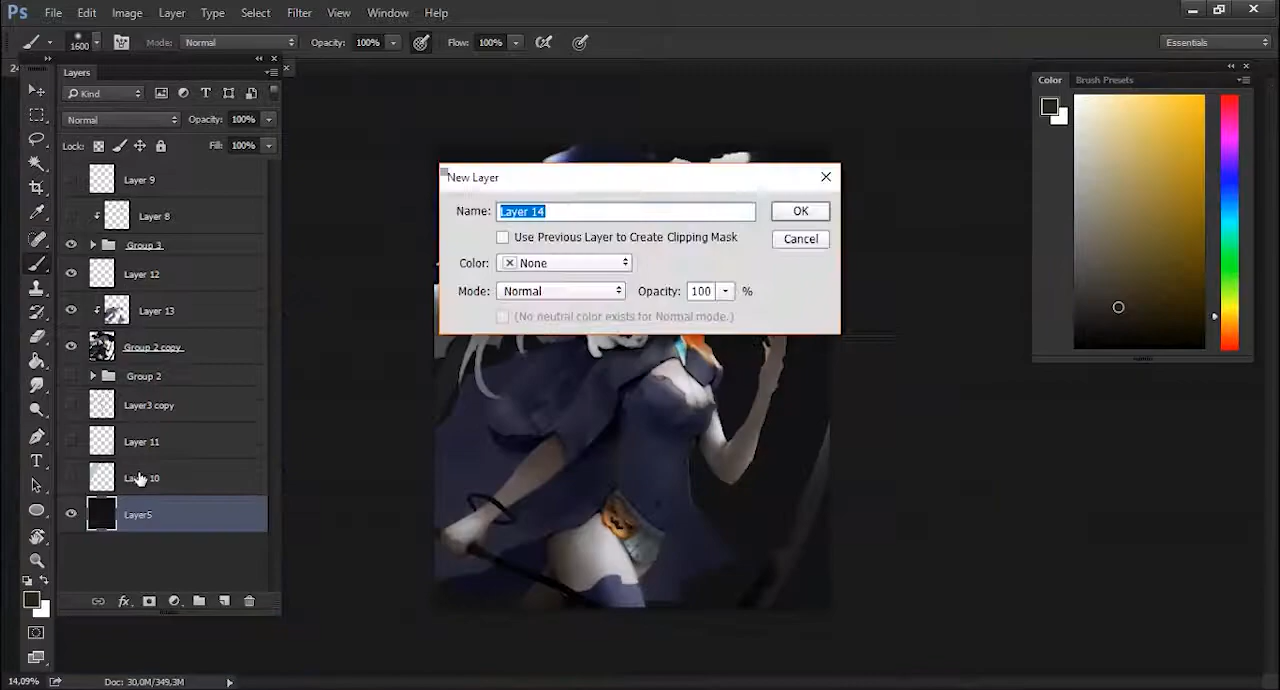 Ps File Edit Image Layer Type Select Filter View Window Help
1600 Mode: Normal Opacity: 100% Flow: 100% Essentials
24
Layers
Kind T
Normal Opacity: 100%
Lock: Fill: 100%
Layer 9
Layer 8
Group 3
Layer 12
Layer 13
Group 2 copy
Group 2
Layer3 copy
Layer 11
Layer 10
Layer5
fx
T
New Layer
Name: Layer 14 OK
Use Previous Layer to Create Clipping Mask Cancel
Color: None
Mode: Normal Opacity: 100 %
(No neutral color exists for Normal mode.)
Color Brush Presets
14,09% Doc: 30,0M/349,3M